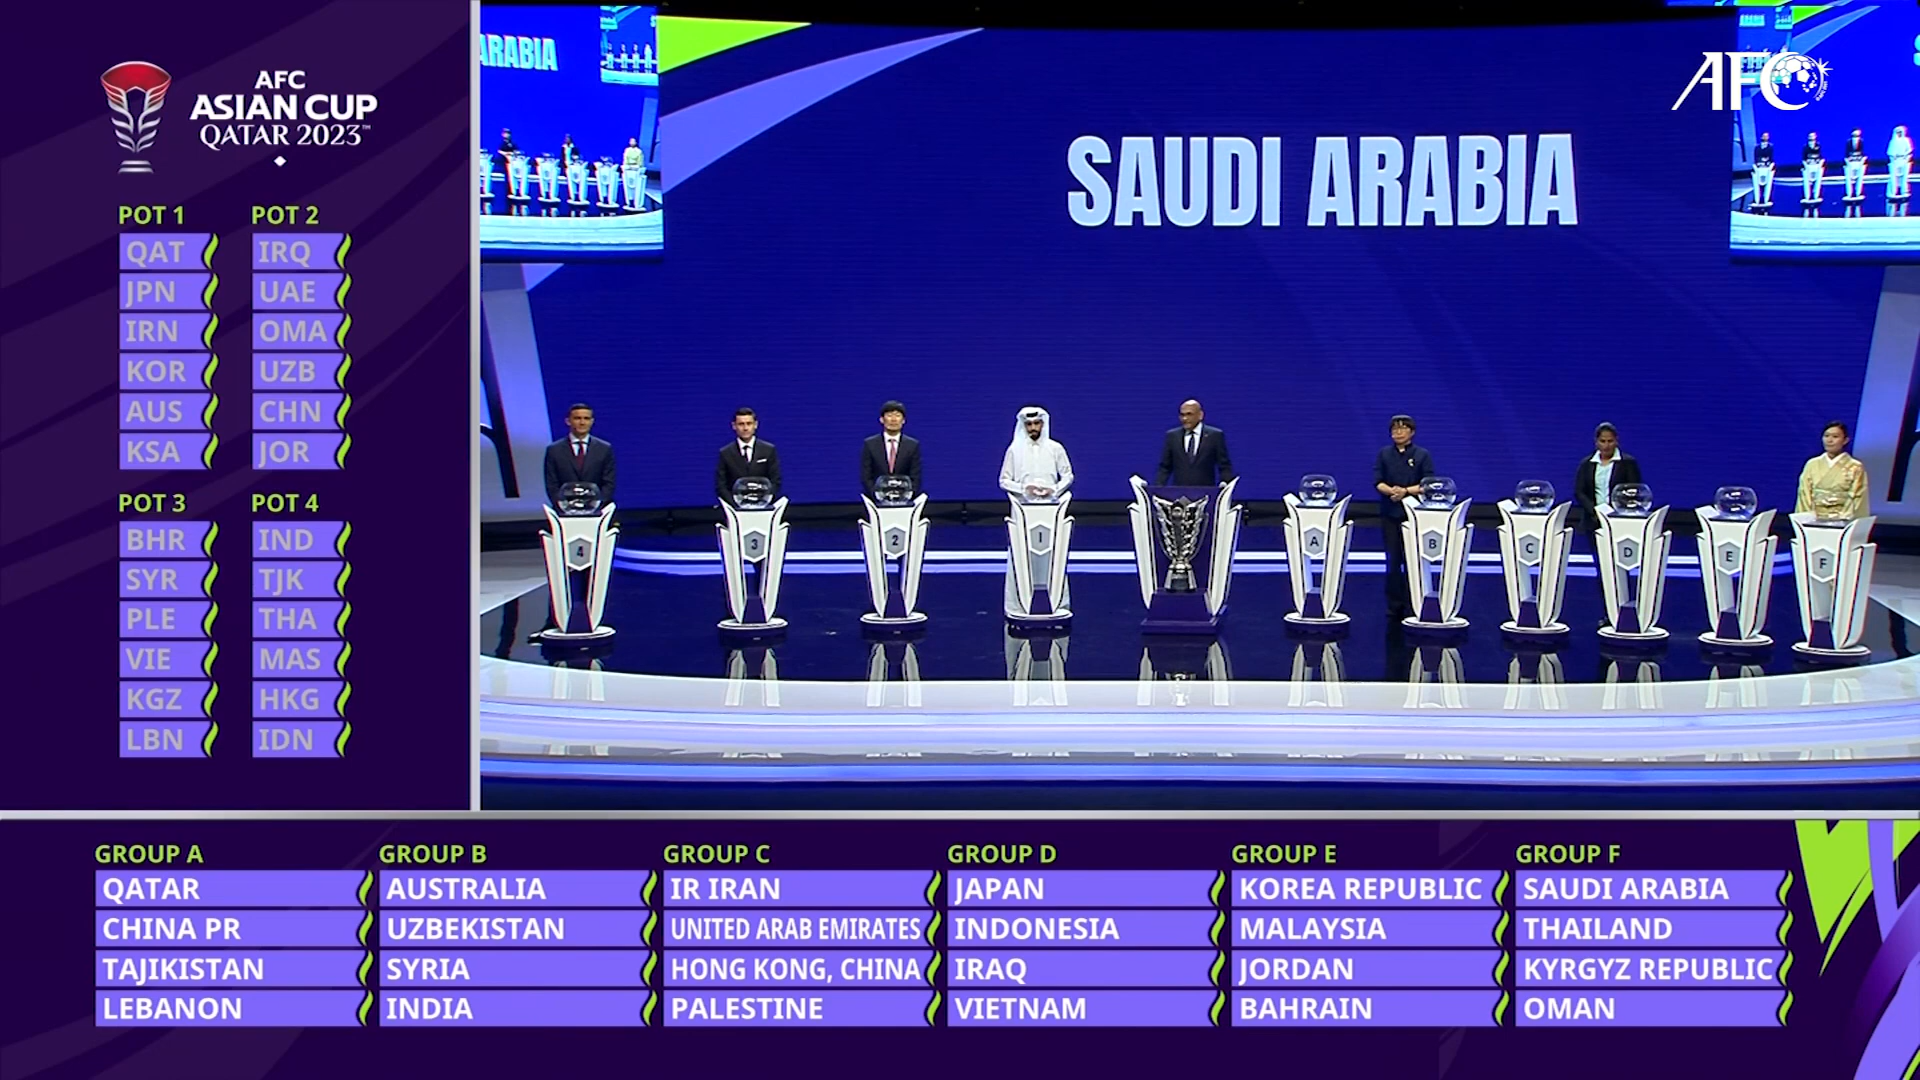 AFC
ASIAN CUP
QATAR 2023™
POT 1
QAT
JPN
IRN
KOR
AUS
KSA
POT 2
IRQ
UAE
OMA
UZB
CHN
JOR
POT 3
BHR
SYR
PLE
VIE
KGZ
LBN
POT 4
IND
TJK
THA
MAS
HKG
IDN
ARABIA
SAUDI ARABIA
ARABIA
AFC
4
3
2
1
A
B
C
D
E
F
GROUP A
QATAR
CHINA PR
TAJIKISTAN
LEBANON
GROUP B
AUSTRALIA
UZBEKISTAN
SYRIA
INDIA
GROUP C
IR IRAN
UNITED ARAB EMIRATES
HONG KONG, CHINA
PALESTINE
GROUP D
JAPAN
INDONESIA
IRAQ
VIETNAM
GROUP E
KOREA REPUBLIC
MALAYSIA
JORDAN
BAHRAIN
GROUP F
SAUDI ARABIA
THAILAND
KYRGYZ REPUBLIC
OMAN